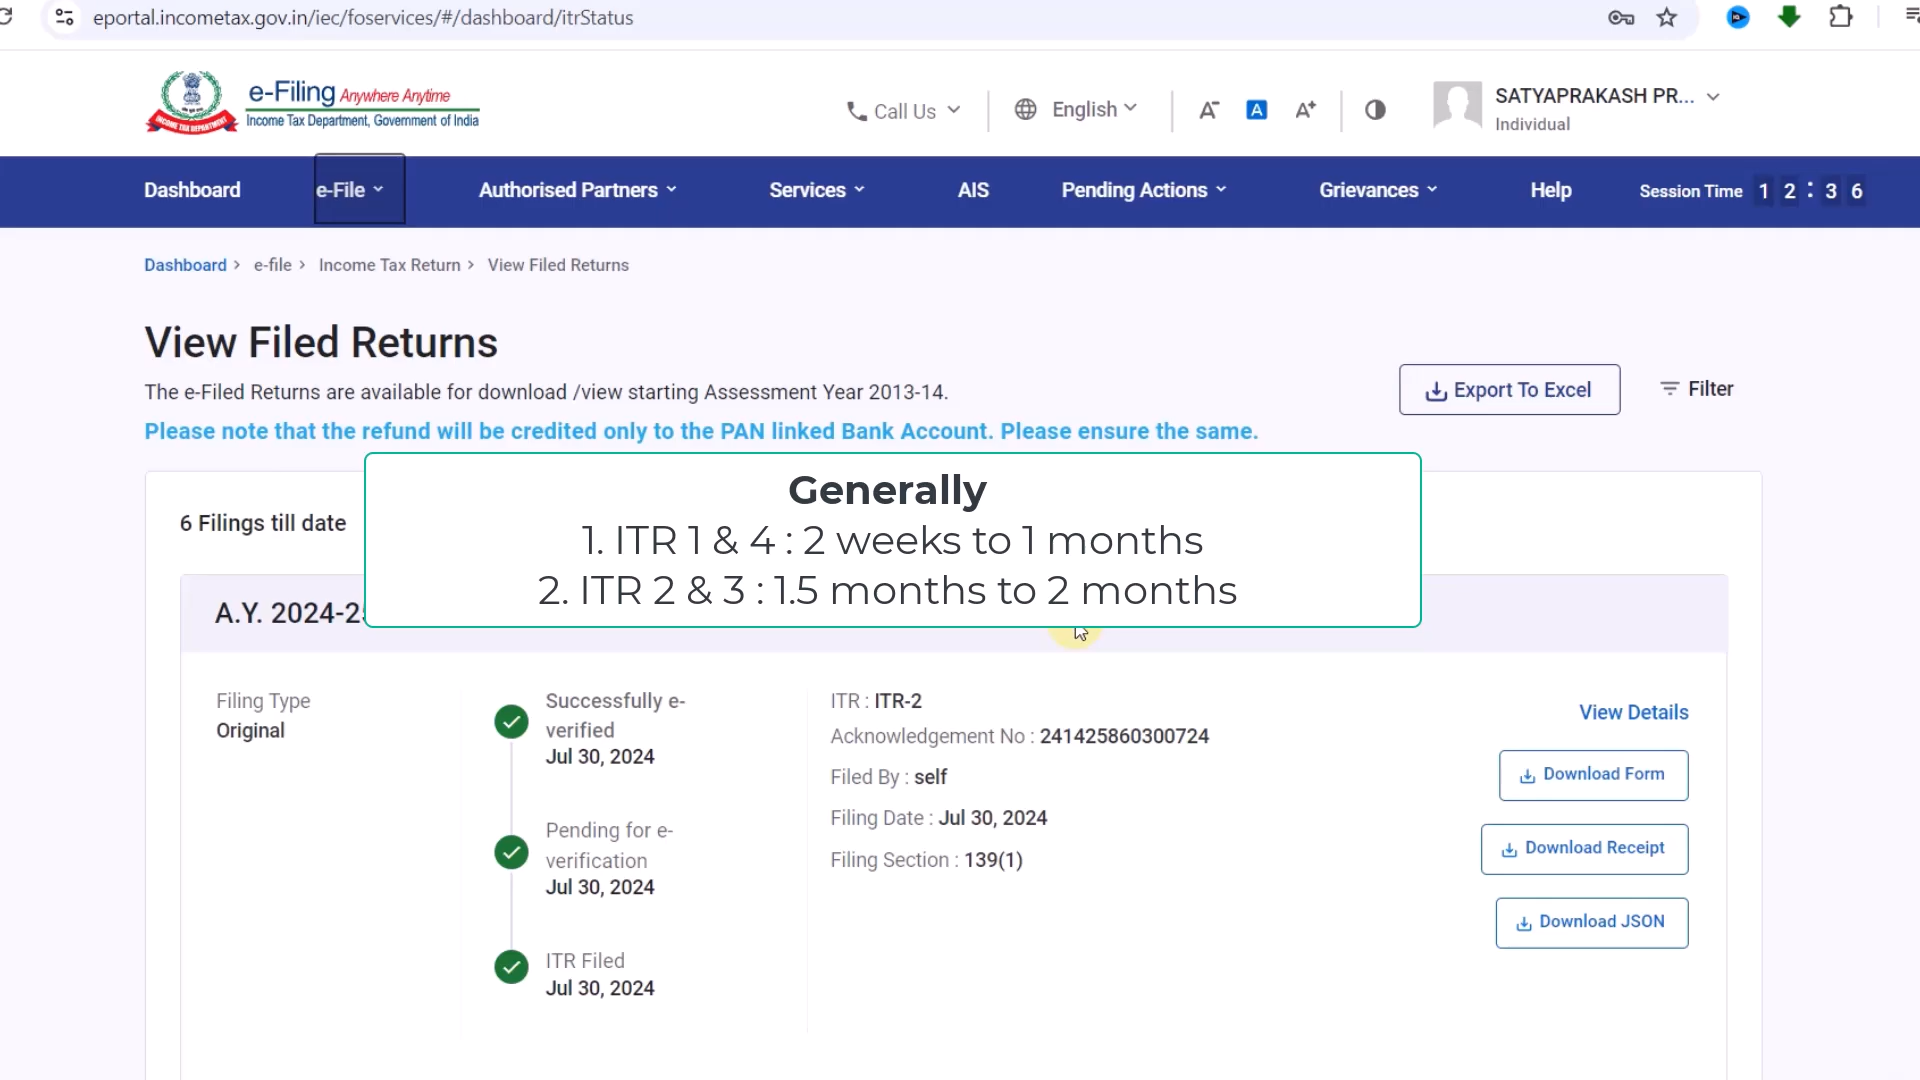 eportal.incometax.gov.in/iec/foservices/#/dashboard/itrStatus
e-Filing Anywhere Anytime
Income Tax Department, Government of India
INCOME TAX DEPARTMENT
Call Us
English
A-
A
A+
SATYAPRAKASH PR...
Individual
Dashboard
e-File
Authorised Partners
Services
AIS
Pending Actions
Grievances
Help
Session Time 1 2 : 3 6
Dashboard > e-file > Income Tax Return > View Filed Returns
View Filed Returns
The e-Filed Returns are available for download /view starting Assessment Year 2013-14.
Please note that the refund will be credited only to the PAN linked Bank Account. Please ensure the same.
Export To Excel
Filter
Generally
1. ITR 1 & 4 : 2 weeks to 1 months
2. ITR 2 & 3 : 1.5 months to 2 months
6 Filings till date
A.Y. 2024-25
Filing Type
Original
Successfully e-
verified
Jul 30, 2024
Pending for e-
verification
Jul 30, 2024
ITR Filed
Jul 30, 2024
ITR : ITR-2
Acknowledgement No : 241425860300724
Filed By : self
Filing Date : Jul 30, 2024
Filing Section : 139(1)
View Details
Download Form
Download Receipt
Download JSON